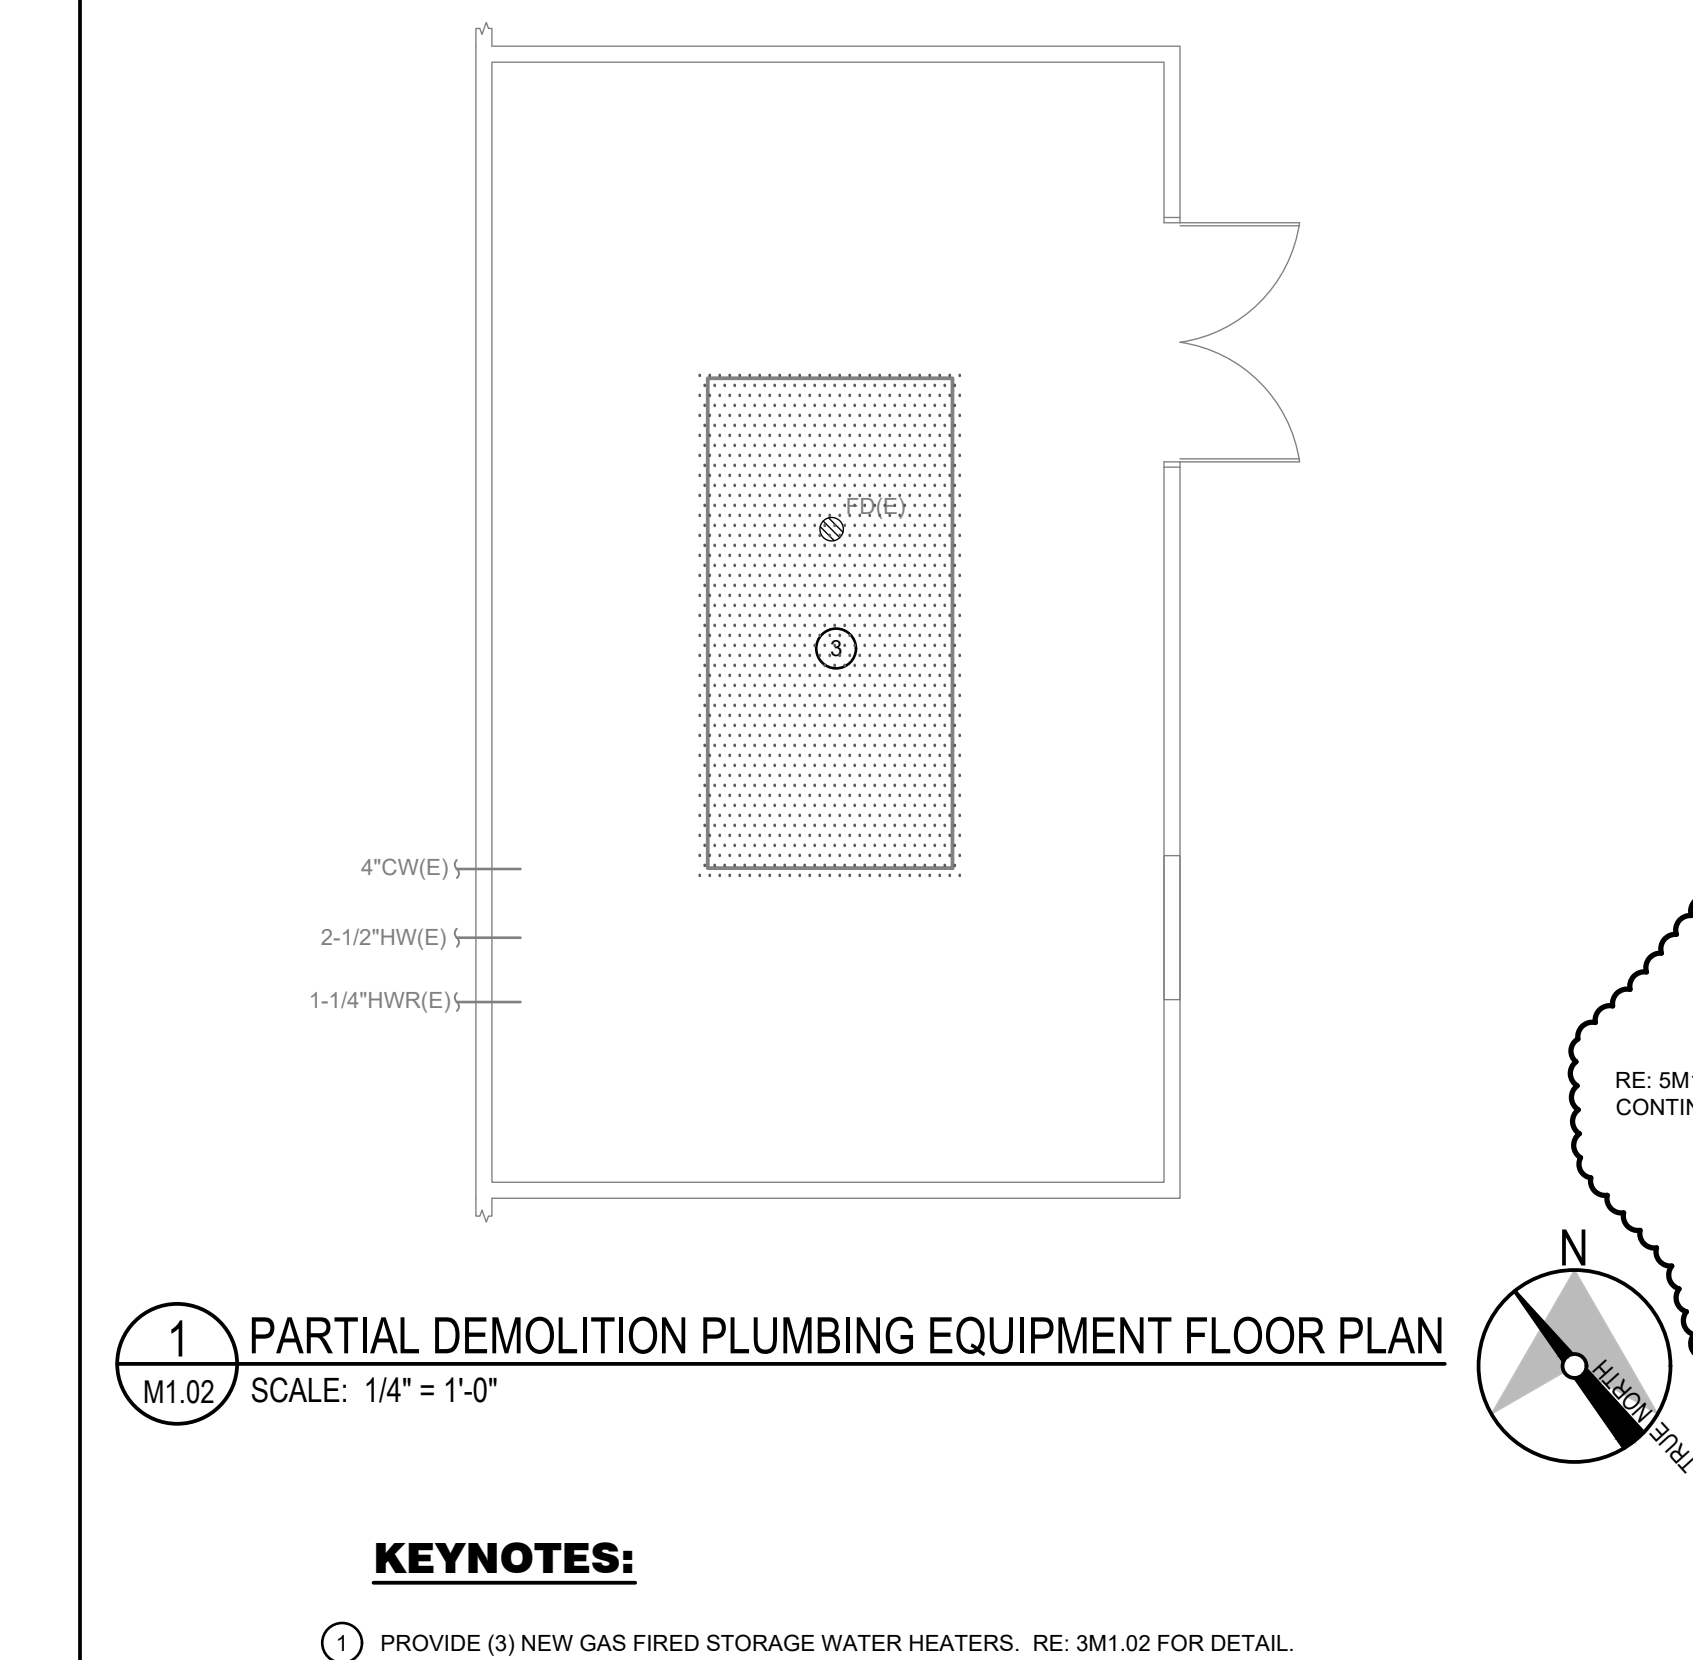 FD(E)
3
4"CW(E)
2-1/2"HW(E)
1-1/4"HWR(E)
RE: 5M1
CONTIN
N
TRUE NORTH
1
M1.02
PARTIAL DEMOLITION PLUMBING EQUIPMENT FLOOR PLAN
SCALE: 1/4" = 1'-0"
KEYNOTES:
1 PROVIDE (3) NEW GAS FIRED STORAGE WATER HEATERS. RE: 3M1.02 FOR DETAIL.